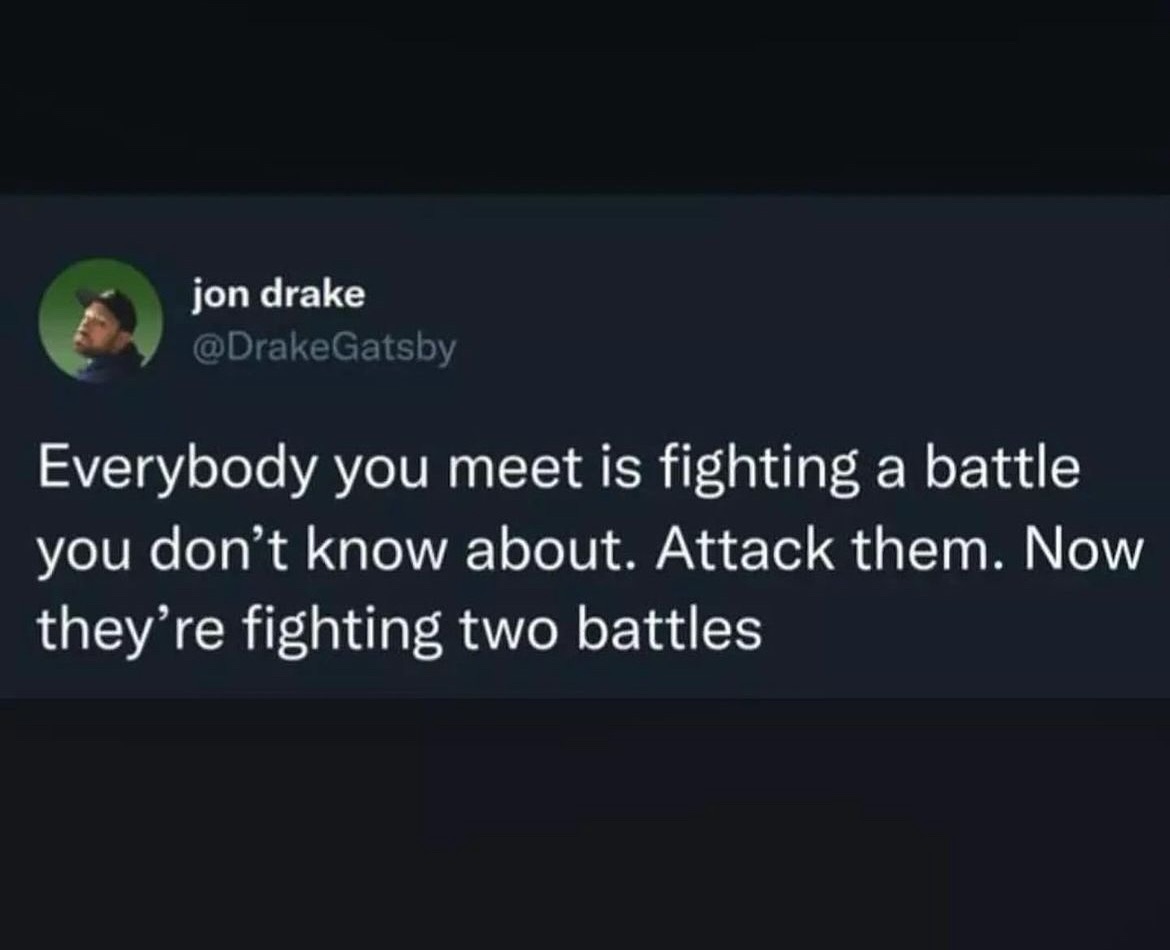 jon drake
@DrakeGatsby
Everybody you meet is fighting a battle
you don’t know about. Attack them. Now
they’re fighting two battles